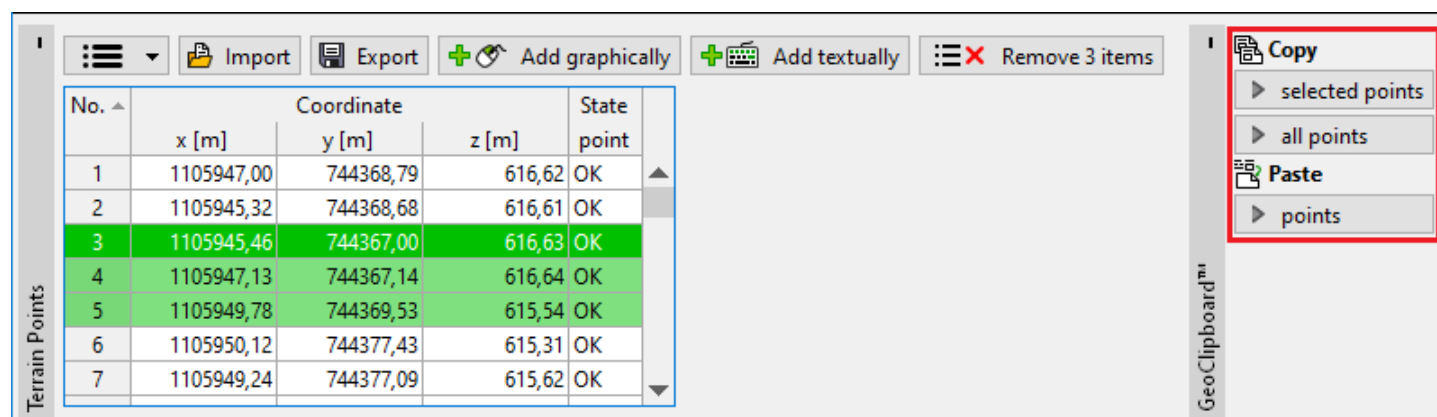 Import Export Add graphically Add textually Remove 3 items
No. Coordinate State
x [m] y [m] z [m] point
1 1105947,00 744368,79 616,62 OK
2 1105945,32 744368,68 616,61 OK
3 1105945,46 744367,00 616,63 OK
4 1105947,13 744367,14 616,64 OK
5 1105949,78 744369,53 615,54 OK
6 1105950,12 744377,43 615,31 OK
7 1105949,24 744377,09 615,62 OK
Terrain Points
GeoClipboard™
Copy
selected points
all points
Paste
points